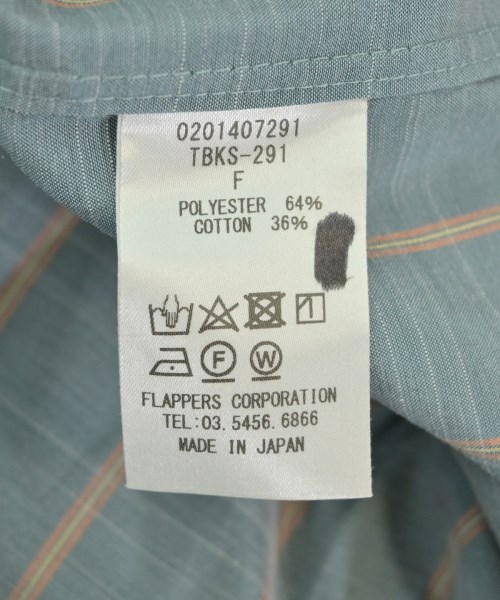 0201407291
TBKS-291
F
POLYESTER 64%
COTTON 36%
F W
FLAPPERS CORPORATION
TEL:03.5456.6866
MADE IN JAPAN